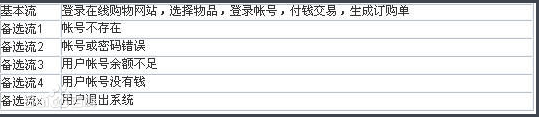 基本流 登录在线购物网站，选择物品，登录帐号，付钱交易，生成订购单
备选流1 帐号不存在
备选流2 帐号或密码错误
备选流3 用户帐号余额不足
备选流4 用户帐号没有钱
备选流x 用户退出系统